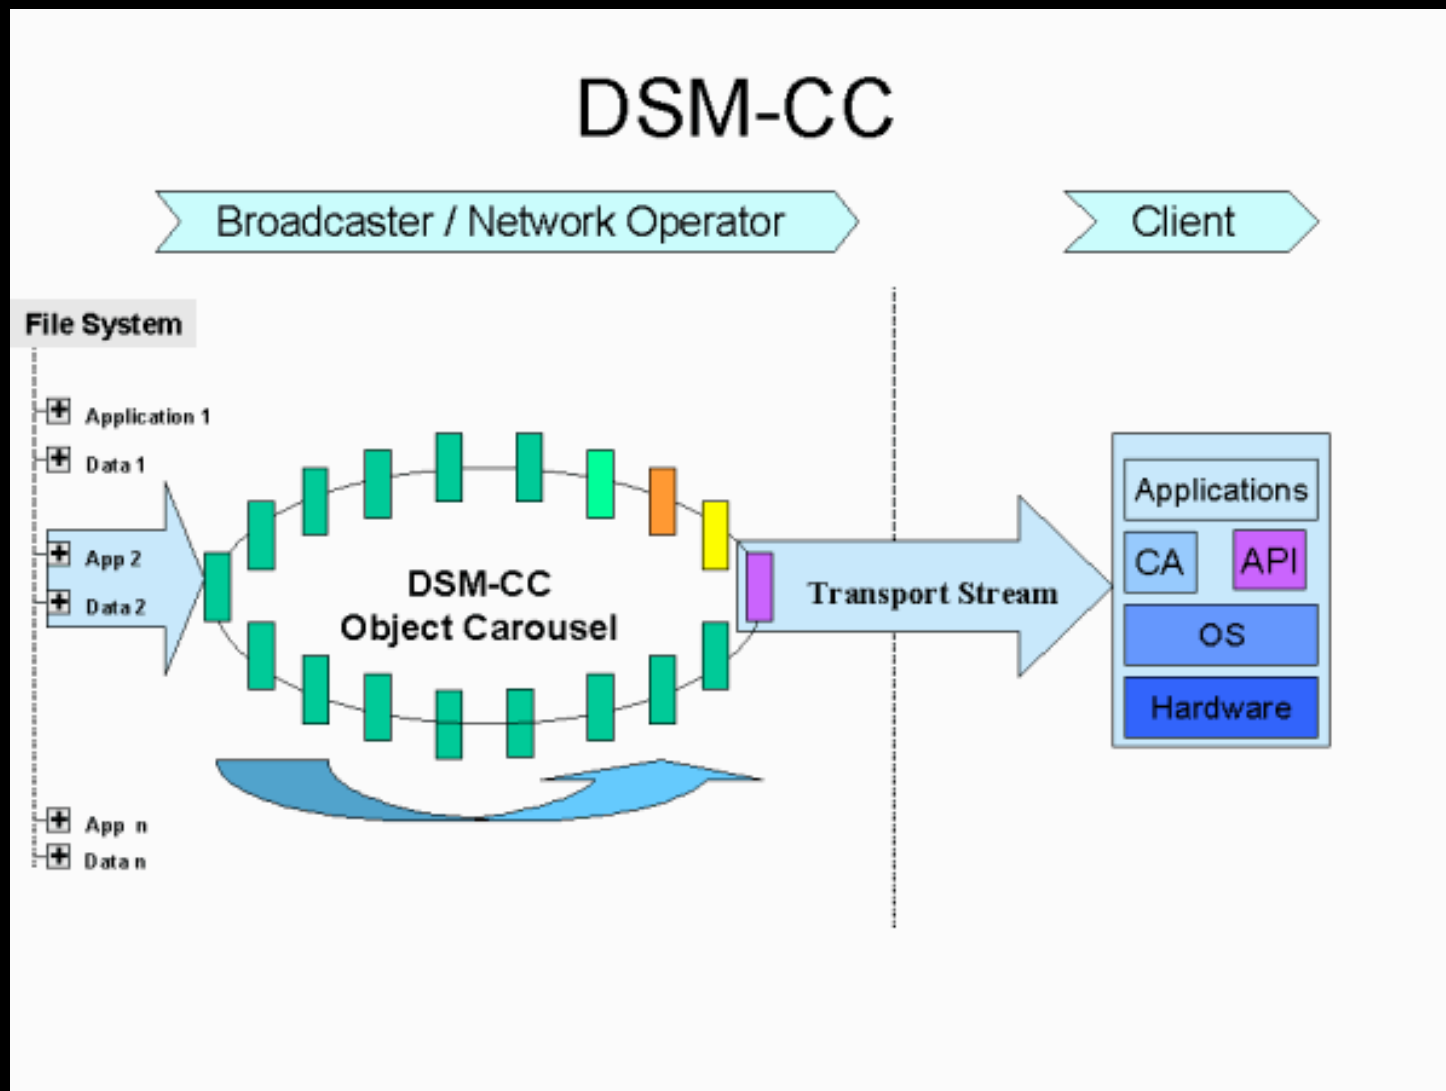 DSM-CC
Broadcaster / Network Operator
Client
File System
Application 1
Data 1
App 2
Data 2
App n
Data n
DSM-CC
Object Carousel
Transport Stream
Applications
CA
API
OS
Hardware